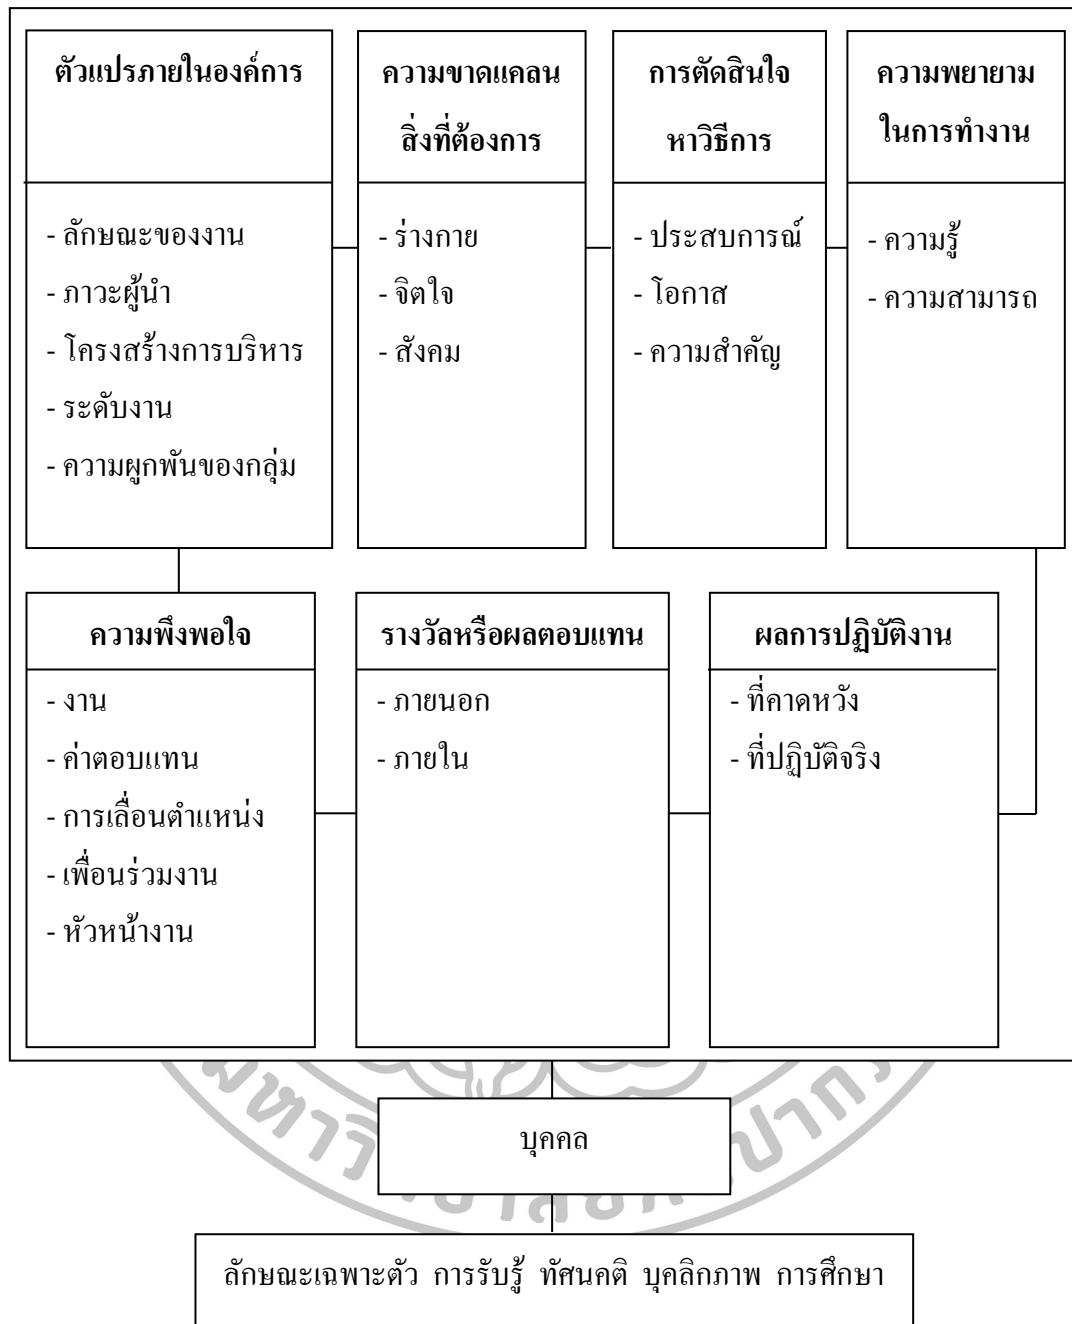 ตัวแปรภายในองค์การ
- ลักษณะของงาน
- ภาวะผู้นำ
- โครงสร้างการบริหาร
- ระดับงาน
- ความผูกพันของกลุ่ม
ความขาดแคลน
สิ่งที่ต้องการ
- ร่างกาย
- จิตใจ
- สังคม
การตัดสินใจ
หาวิธีการ
- ประสบการณ์
- โอกาส
- ความสำคัญ
ความพยายาม
ในการทำงาน
- ความรู้
- ความสามารถ
ความพึงพอใจ
- งาน
- ค่าตอบแทน
- การเลื่อนตำแหน่ง
- เพื่อนร่วมงาน
- หัวหน้างาน
รางวัลหรือผลตอบแทน
- ภายนอก
- ภายใน
ผลการปฏิบัติงาน
- ที่คาดหวัง
- ที่ปฏิบัติจริง
บุคคล
ลักษณะเฉพาะตัว การรับรู้ ทัศนคติ บุคลิกภาพ การศึกษา